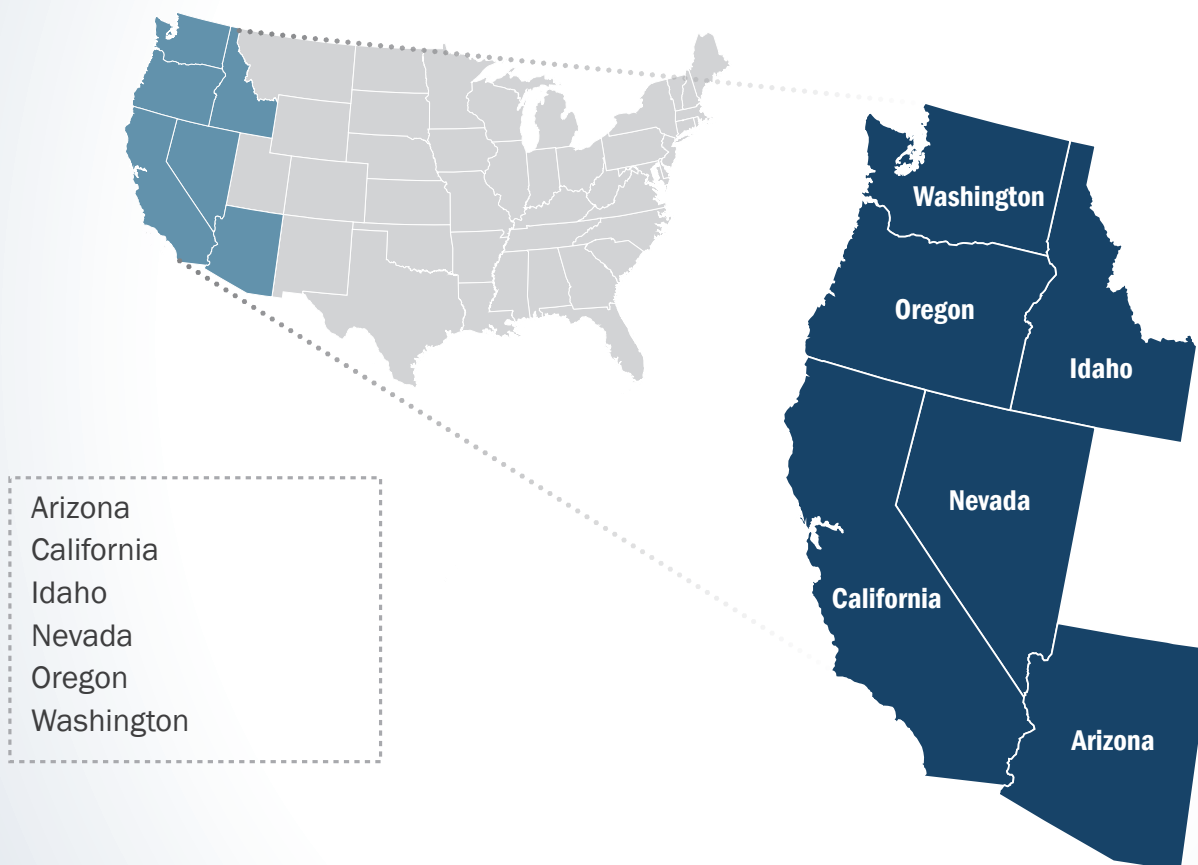 Washington
Oregon
Idaho
Nevada
California
Arizona
Arizona
California
Idaho
Nevada
Oregon
Washington